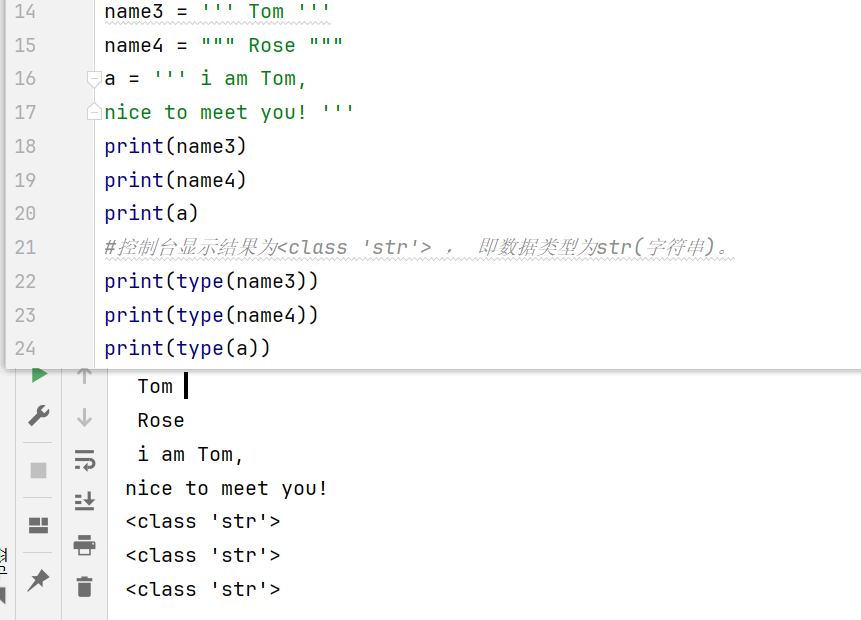 14 name3 = ''' Tom '''
15 name4 = """ Rose """
16 a = ''' i am Tom,
17 nice to meet you! '''
18 print(name3)
19 print(name4)
20 print(a)
21 #控制台显示结果为<class 'str'> , 即数据类型为str(字符串)。
22 print(type(name3))
23 print(type(name4))
24 print(type(a))
Tom
Rose
i am Tom,
nice to meet you!
<class 'str'>
<class 'str'>
<class 'str'>